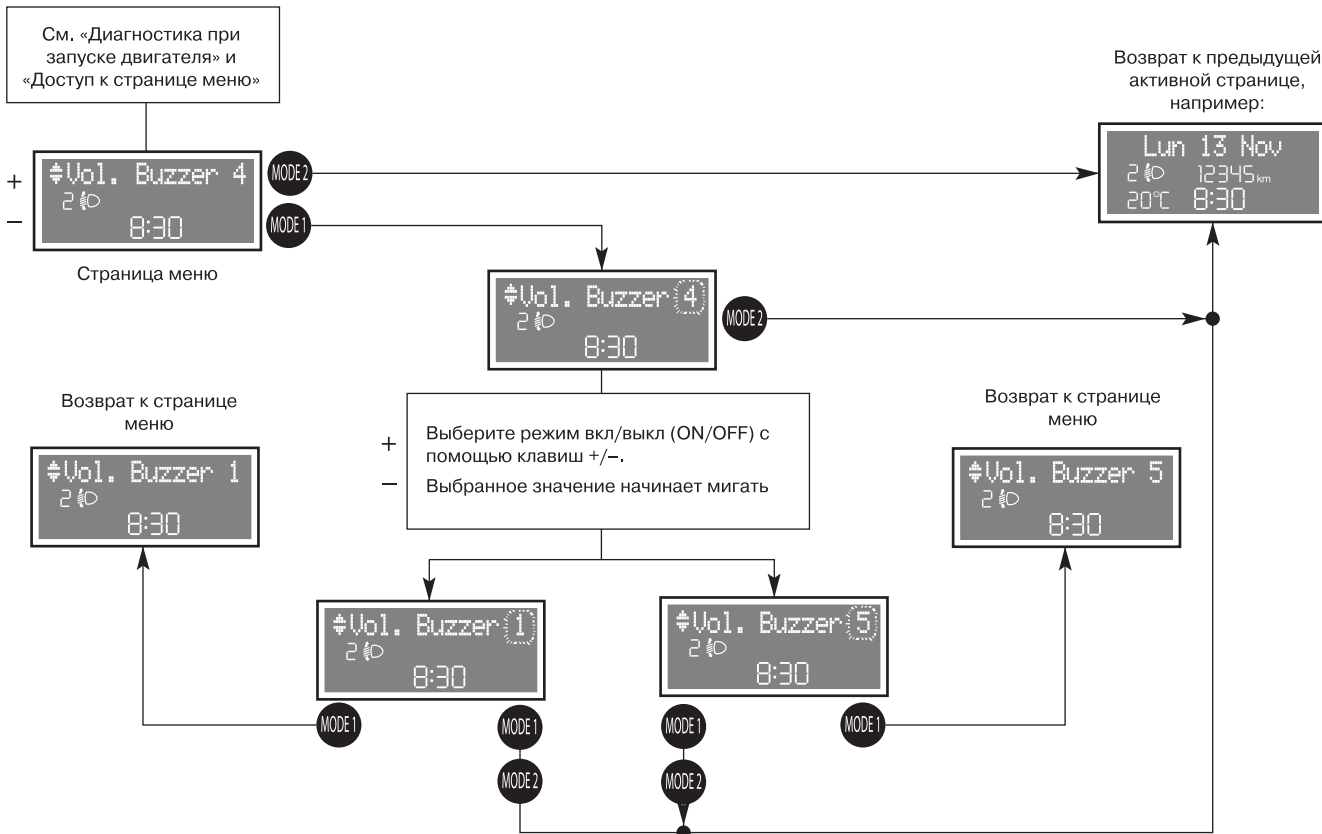 См. «Диагностика при
запуске двигателя» и
«Доступ к странице меню»
Возврат к предыдущей
активной странице,
например:
+
–
Vol. Buzzer 4
2
8:30
MODE 2
MODE 1
Lun 13 Nov
2 12345 km
20°C 8:30
Страница меню
Vol. Buzzer 4
2
8:30
MODE 2
Возврат к странице
меню
Vol. Buzzer 1
2
8:30
+
–
Выберите режим вкл/выкл (ON/OFF) с
помощью клавиш +/–.
Выбранное значение начинает мигать
Возврат к странице
меню
Vol. Buzzer 5
2
8:30
Vol. Buzzer 1
2
8:30
Vol. Buzzer 5
2
8:30
MODE 1
MODE 1
MODE 1
MODE 1
MODE 2
MODE 2